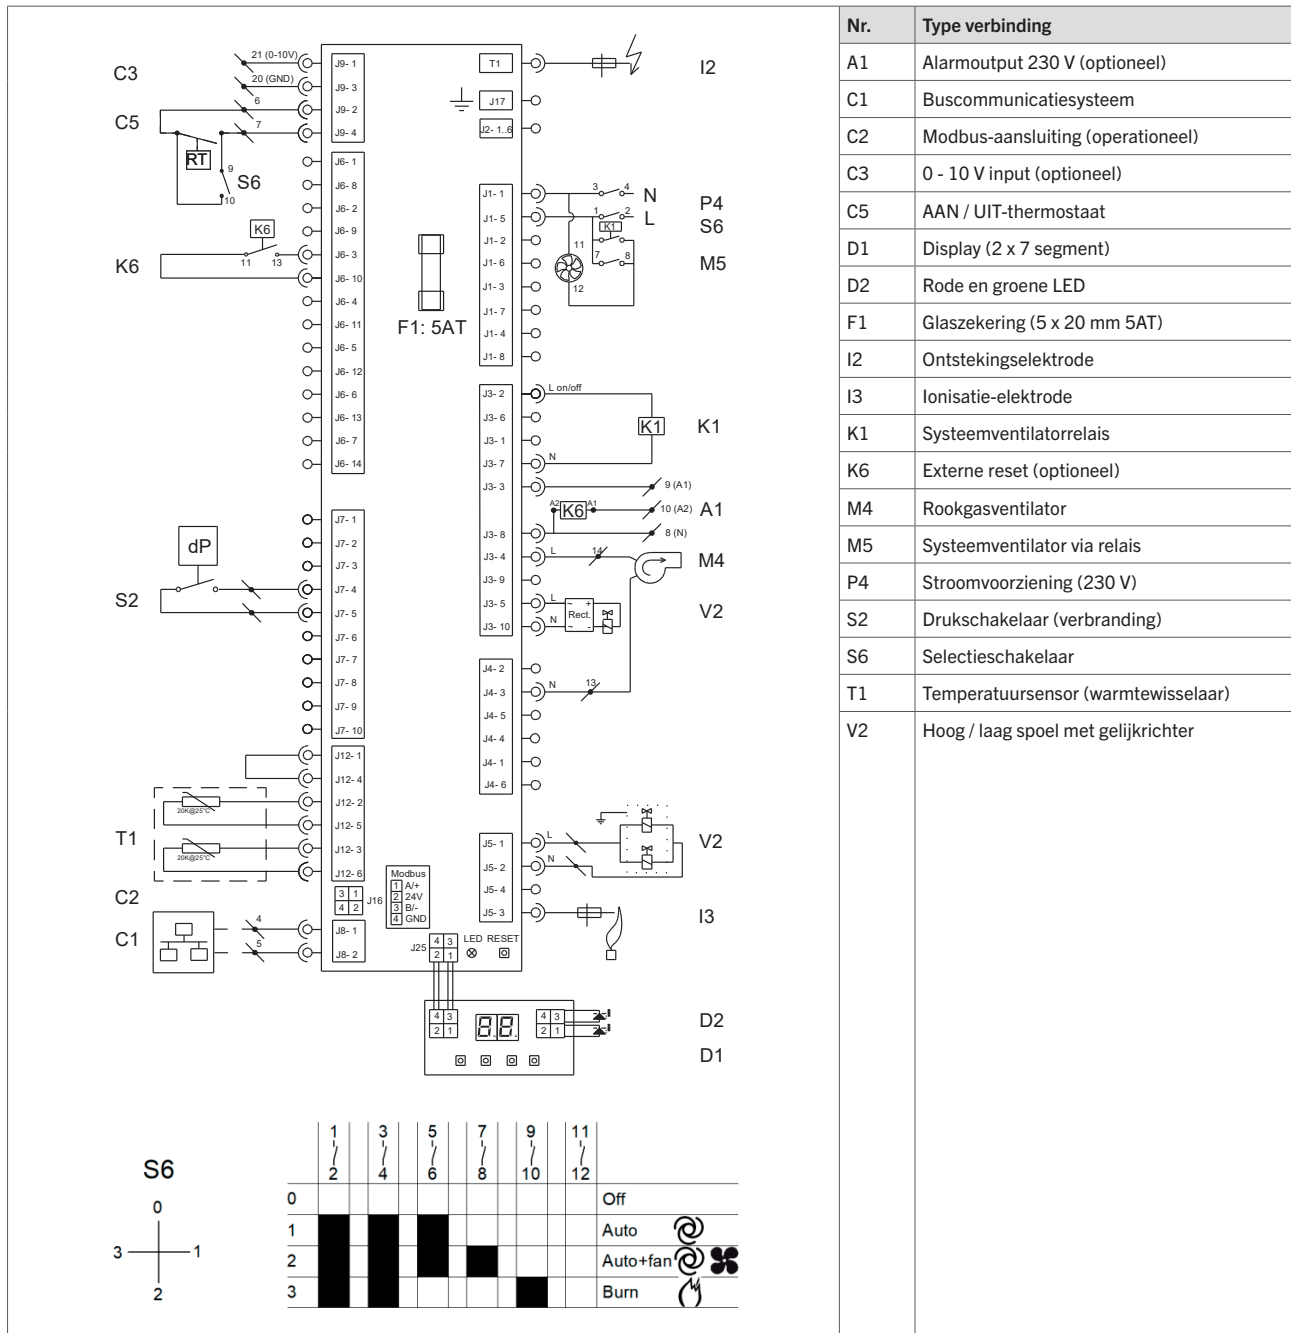 C3
C5
S6
K6
S2
T1
C2
C1
21 (0-10V)
20 (GND)
6
7
RT
9
10
K6
11
13
dP
20K@25°C
20K@25°C
4
5
J9- 1
J9- 3
J9- 2
J9- 4
J6- 1
J6- 8
J6- 2
J6- 9
J6- 3
J6- 10
J6- 4
J6- 11
J6- 5
J6- 12
J6- 6
J6- 13
J6- 7
J6- 14
J7- 1
J7- 2
J7- 3
J7- 4
J7- 5
J7- 6
J7- 7
J7- 8
J7- 9
J7- 10
J12- 1
J12- 4
J12- 2
J12- 5
J12- 3
J12- 6
3 1
4 2
J16
J8- 1
J8- 2
Modbus
1 A/+
2 24V
3 B/-
4 GND
J25
4 3
2 1
LED RESET
F1: 5AT
T1
J17
J2- 1..6
J1- 1
J1- 5
J1- 2
J1- 6
J1- 3
J1- 7
J1- 4
J1- 8
J3- 2
J3- 6
J3- 1
J3- 7
J3- 3
J3- 8
J3- 4
J3- 9
J3- 5
J3- 10
J4- 2
J4- 3
J4- 5
J4- 4
J4- 1
J4- 6
J5- 1
J5- 2
J5- 4
J5- 3
3 4 N
1 2 L
K1
11
7 8
12
L on/off
K1
N
9 (A1)
A2 K6 A1
10 (A2)
8 (N)
L
14
L
~ +
Rect.
~ -
N
N
13
L
N
I2
P4
S6
M5
K1
A1
M4
V2
V2
I3
D2
D1
4 3
2 1
8.8.
4 3
2 1
S6
0
3
1
2
1 3 5 7 9 11
2 4 6 8 10 12
0 Off
1 Auto
2 Auto+fan
3 Burn
Nr. Type verbinding
A1 Alarmoutput 230 V (optioneel)
C1 Buscommunicatiesysteem
C2 Modbus-aansluiting (operationeel)
C3 0 - 10 V input (optioneel)
C5 AAN / UIT-thermostaat
D1 Display (2 x 7 segment)
D2 Rode en groene LED
F1 Glaszekering (5 x 20 mm 5AT)
I2 Ontstekingselektrode
I3 Ionisatie-elektrode
K1 Systeemventilatorrelais
K6 Externe reset (optioneel)
M4 Rookgasventilator
M5 Systeemventilator via relais
P4 Stroomvoorziening (230 V)
S2 Drukschakelaar (verbranding)
S6 Selectieschakelaar
T1 Temperatuursensor (warmtewisselaar)
V2 Hoog / laag spoel met gelijkrichter